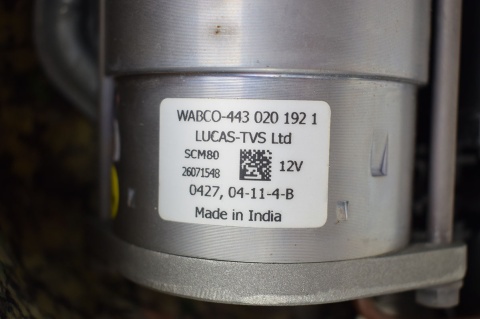 WABCO-443 020 192 1
LUCAS-TVS Ltd
SCM80
26071548
12V
0427, 04-11-4-B
Made in India